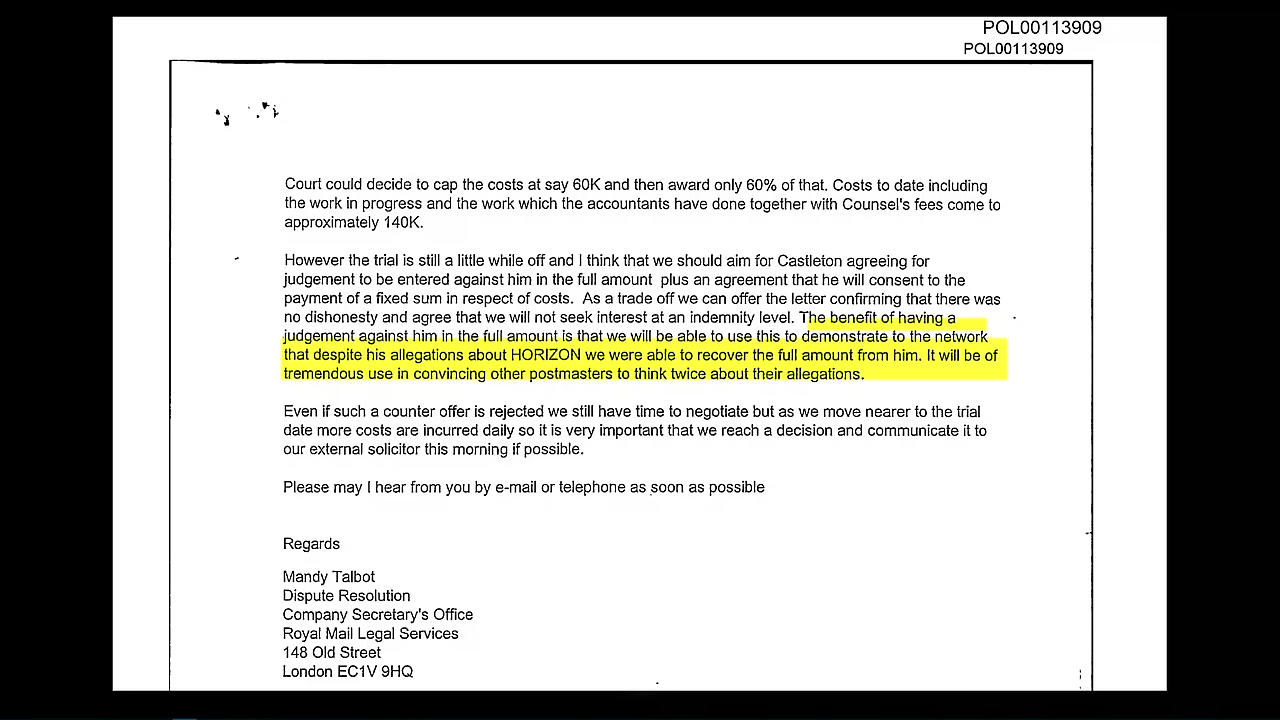 POL00113909
POL00113909
Court could decide to cap the costs at say 60K and then award only 60% of that. Costs to date including
the work in progress and the work which the accountants have done together with Counsel's fees come to
approximately 140K.
However the trial is still a little while off and I think that we should aim for Castleton agreeing for
judgement to be entered against him in the full amount plus an agreement that he will consent to the
payment of a fixed sum in respect of costs. As a trade off we can offer the letter confirming that there was
no dishonesty and agree that we will not seek interest at an indemnity level. The benefit of having a
judgement against him in the full amount is that we will be able to use this to demonstrate to the network
that despite his allegations about HORIZON we were able to recover the full amount from him. It will be of
tremendous use in convincing other postmasters to think twice about their allegations.
Even if such a counter offer is rejected we still have time to negotiate but as we move nearer to the trial
date more costs are incurred daily so it is very important that we reach a decision and communicate it to
our external solicitor this morning if possible.
Please may I hear from you by e-mail or telephone as soon as possible
Regards
Mandy Talbot
Dispute Resolution
Company Secretary's Office
Royal Mail Legal Services
148 Old Street
London EC1V 9HQ